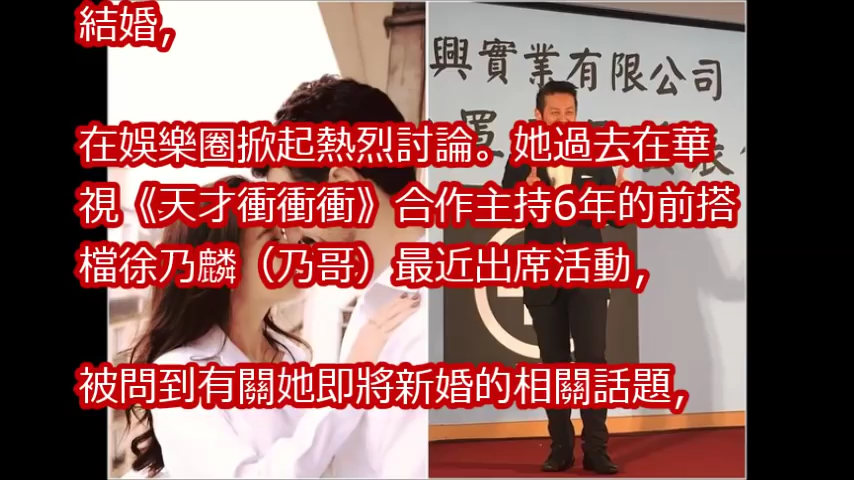 結婚，
興實業有限公司
在娛樂圈掀起熱烈討論。她過去在華
視《天才衝衝衝》合作主持6年的前搭
檔徐乃麟（乃哥）最近出席活動，
被問到有關她即將新婚的相關話題，